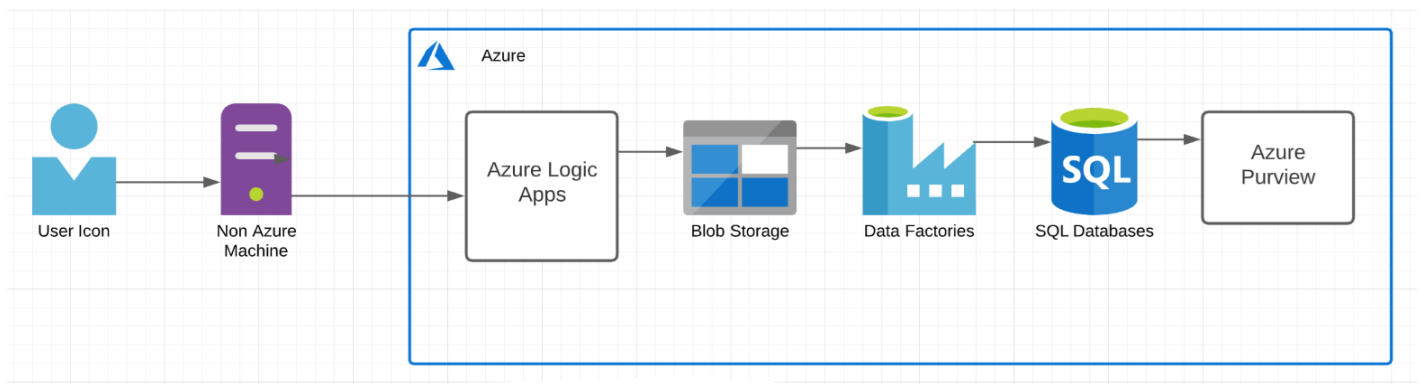 Azure
Azure Logic
Apps
Azure
Purview
SQL
User Icon
Non Azure
Machine
Blob Storage
Data Factories
SQL Databases